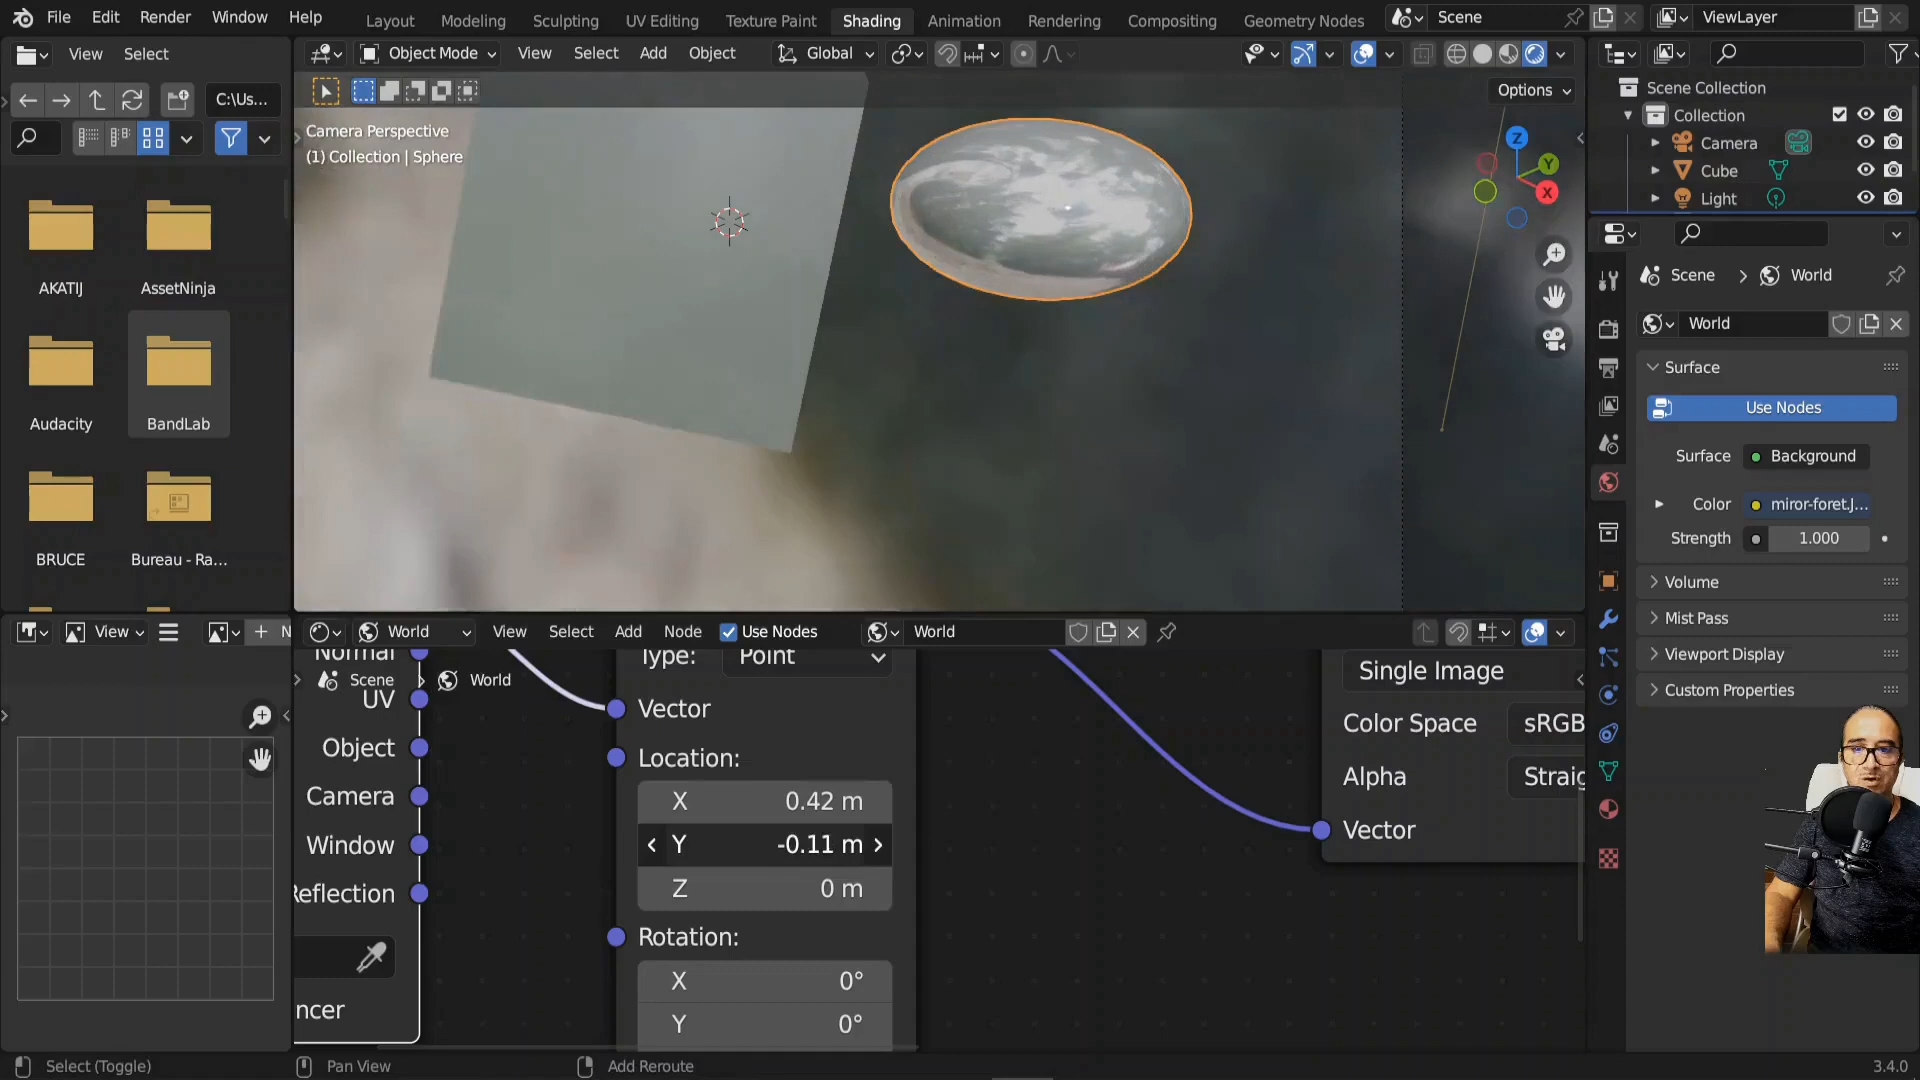 File Edit Render Window Help
Layout Modeling Sculpting UV Editing Texture Paint Shading Animation Rendering Compositing Geometry Nodes
Scene
ViewLayer
View Select
Object Mode View Select Add Object Global
C:\Us...
Options
Camera Perspective
(1) Collection | Sphere
Z
Y
X
AKATIJ
AssetNinja
Audacity
BandLab
BRUCE
Bureau - Ra...
Scene Collection
Collection
Camera
Cube
Light
Scene > World
World
Surface
Use Nodes
Surface Background
Color miror-foret.J...
Strength 1.000
Volume
Mist Pass
Viewport Display
Custom Properties
View
N
World View Select Add Node Use Nodes World
Scene World
Normal
UV
Object
Camera
Window
Reflection
ncer
Type: Point
Vector
Location:
X 0.42 m
Y -0.11 m
Z 0 m
Rotation:
X 0°
Y 0°
Single Image
Color Space sRGB
Alpha Straig
Vector
Select (Toggle) Pan View Add Reroute 3.4.0